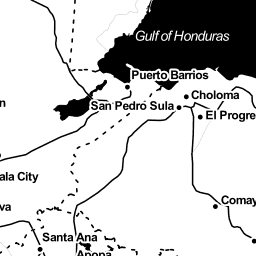 Gulf of Honduras
Puerto Barrios
Choloma
San Pedro Sula
El Progre
n
ala City
va
Comay
Santa Ana
Apopa